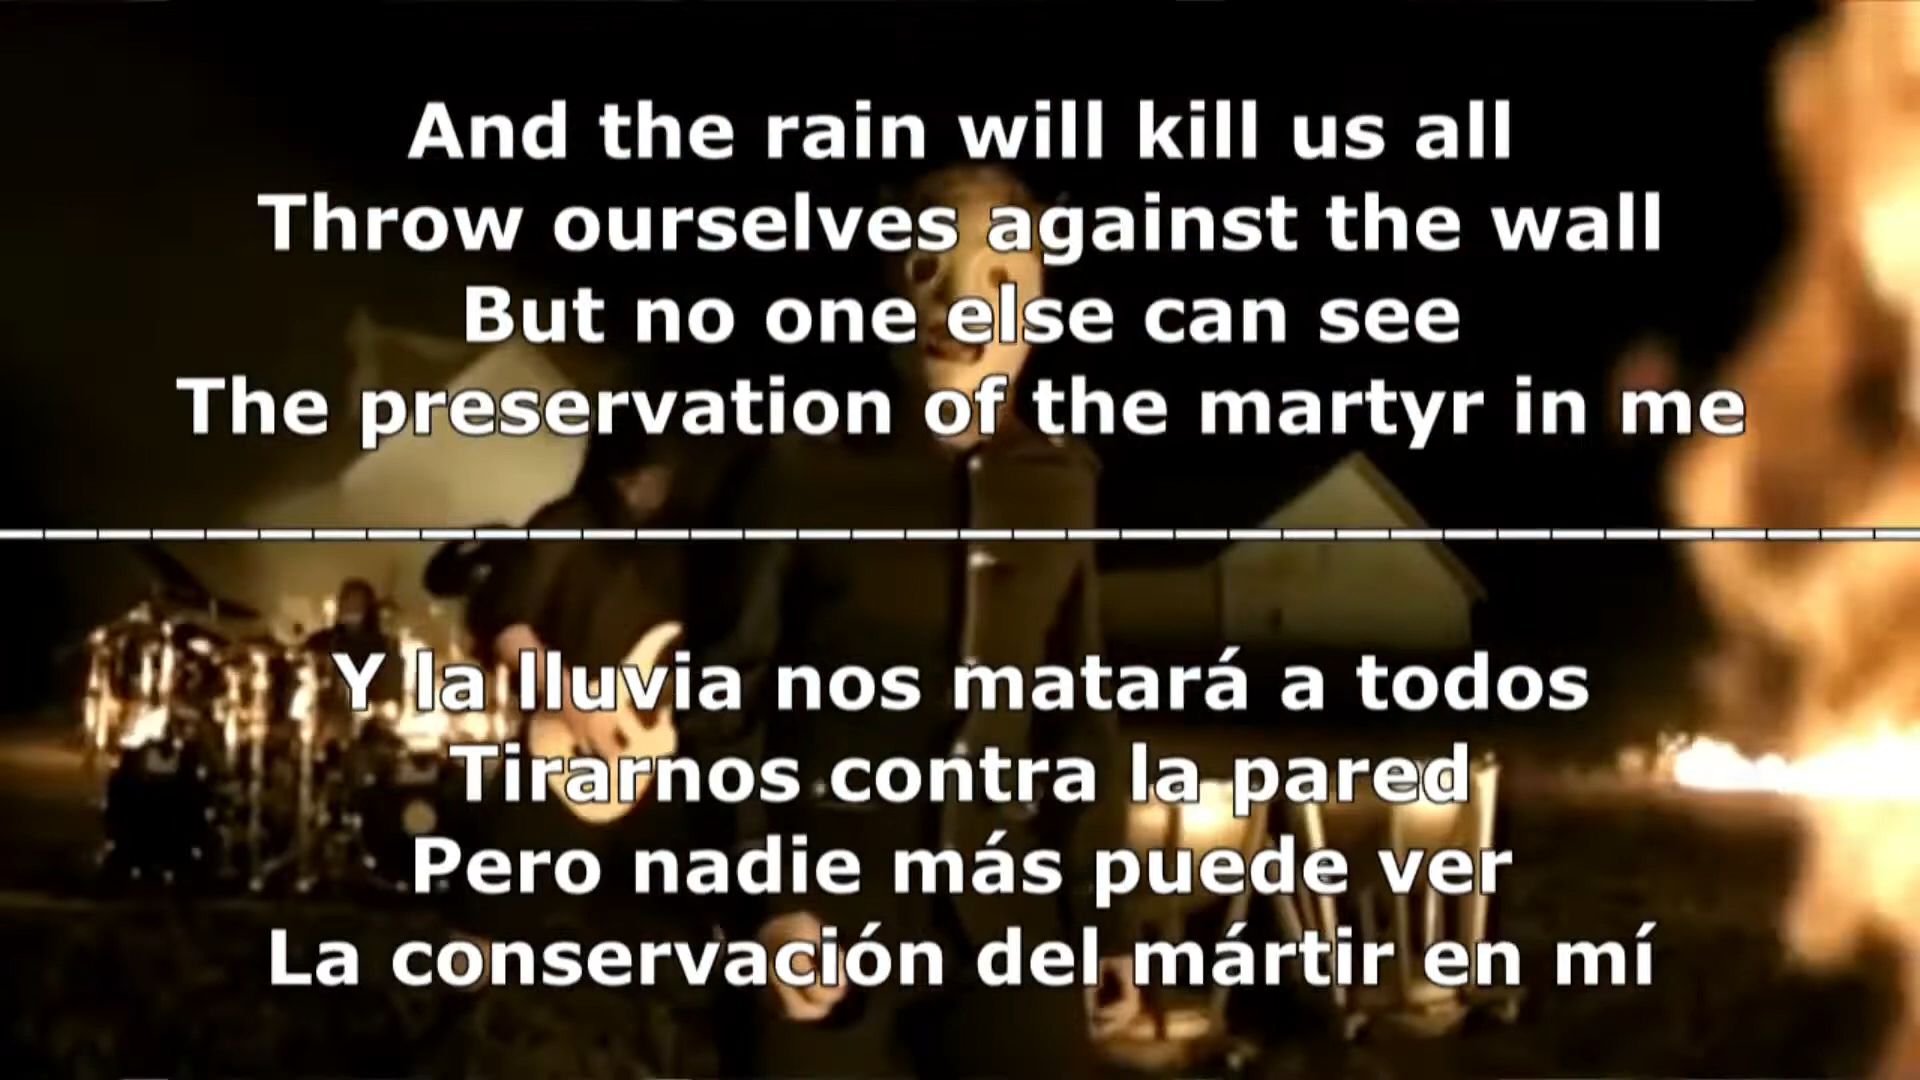 And the rain will kill us all
Throw ourselves against the wall
But no one else can see
The preservation of the martyr in me
Y la lluvia nos matará a todos
Tirarnos contra la pared
Pero nadie más puede ver
La conservación del mártir en mí